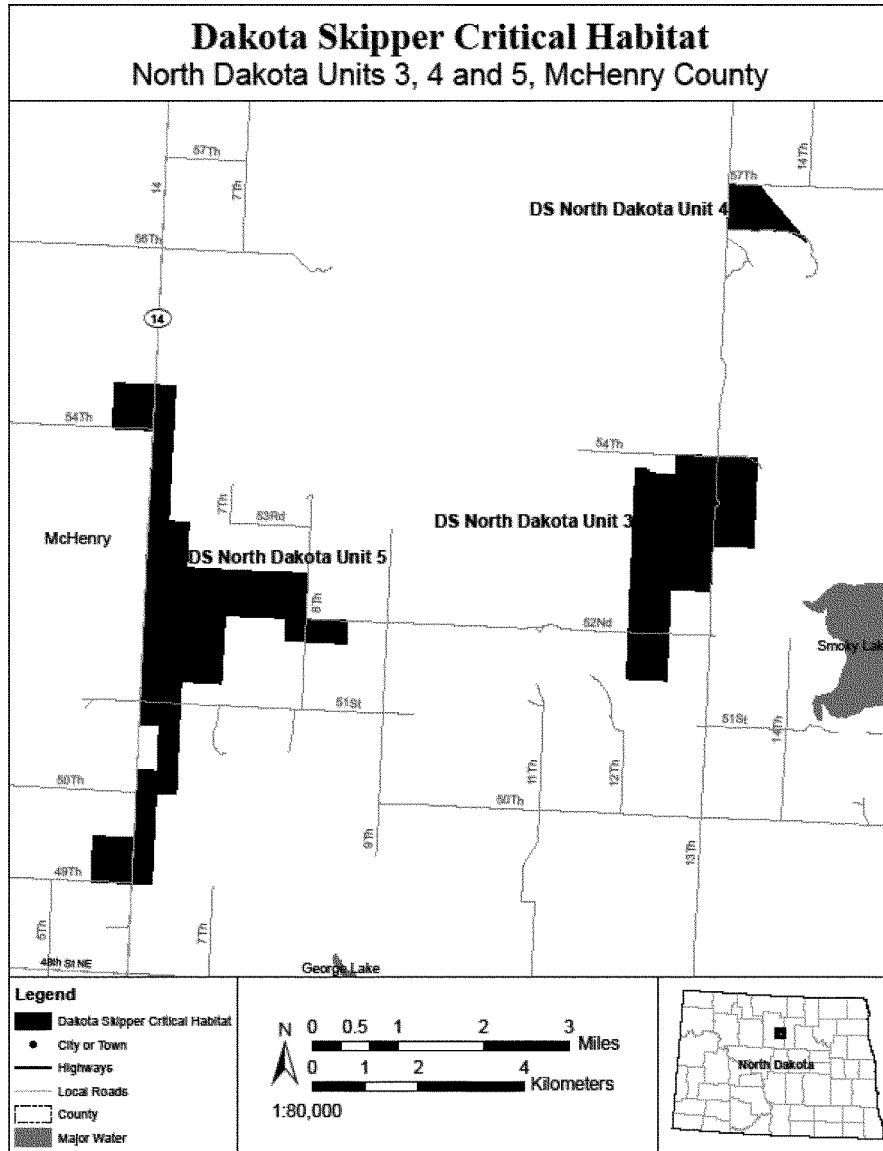 Dakota Skipper Critical Habitat
North Dakota Units 3, 4 and 5, McHenry County
57Th
14
7Th
14Th
57Th
DS North Dakota Unit 4
56Th
14
54Th
54Th
7Th
53Rd
McHenry
DS North Dakota Unit 3
DS North Dakota Unit 5
8Th
52Nd
Smoky Lak
51St
51St
14Th
50Th
11Th
12Th
50Th
9Th
13Th
49Th
5Th
7Th
48th St NE
George Lake
Legend
Dakota Skipper Critical Habitat
City or Town
Highways
Local Roads
County
Major Water
N
0 0.5 1 2 3
Miles
0 1 2 4
Kilometers
1:80,000
North Dakota